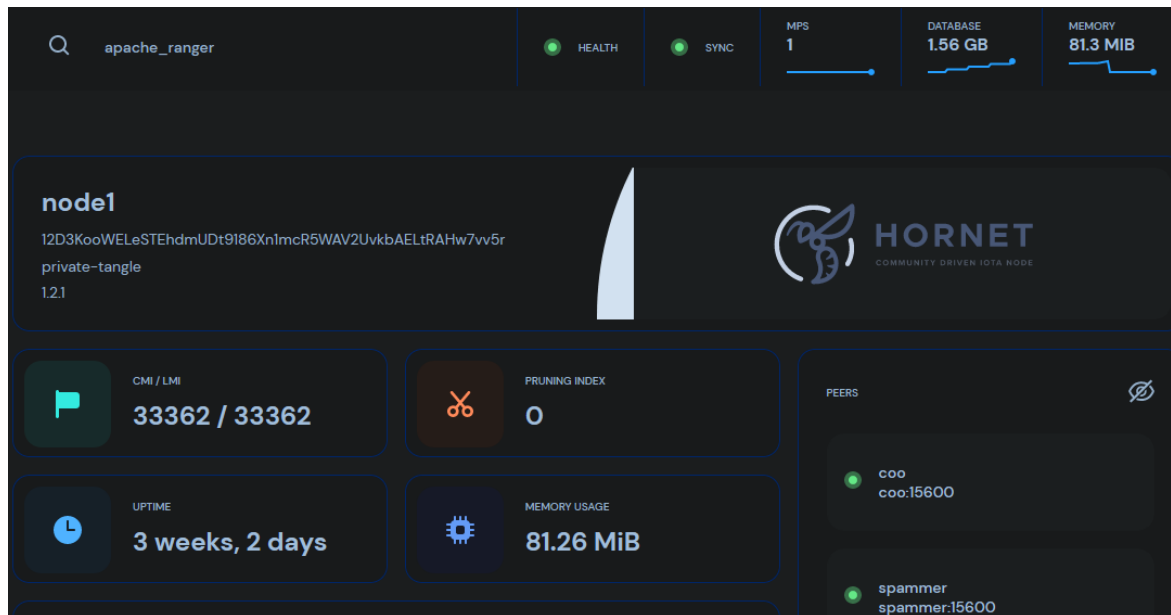 apache_ranger
HEALTH
SYNC
MPS
1
DATABASE
1.56 GB
MEMORY
81.3 MIB
node1
12D3KooWELeSTEhdmUDt9186Xn1mcR5WAV2UvkbAELtRAHw7vv5r
private-tangle
1.2.1
HORNET
COMMUNITY DRIVEN IOTA NODE
CMI / LMI
33362 / 33362
PRUNING INDEX
0
PEERS
coo
coo:15600
UPTIME
3 weeks, 2 days
MEMORY USAGE
81.26 MiB
spammer
spammer:15600